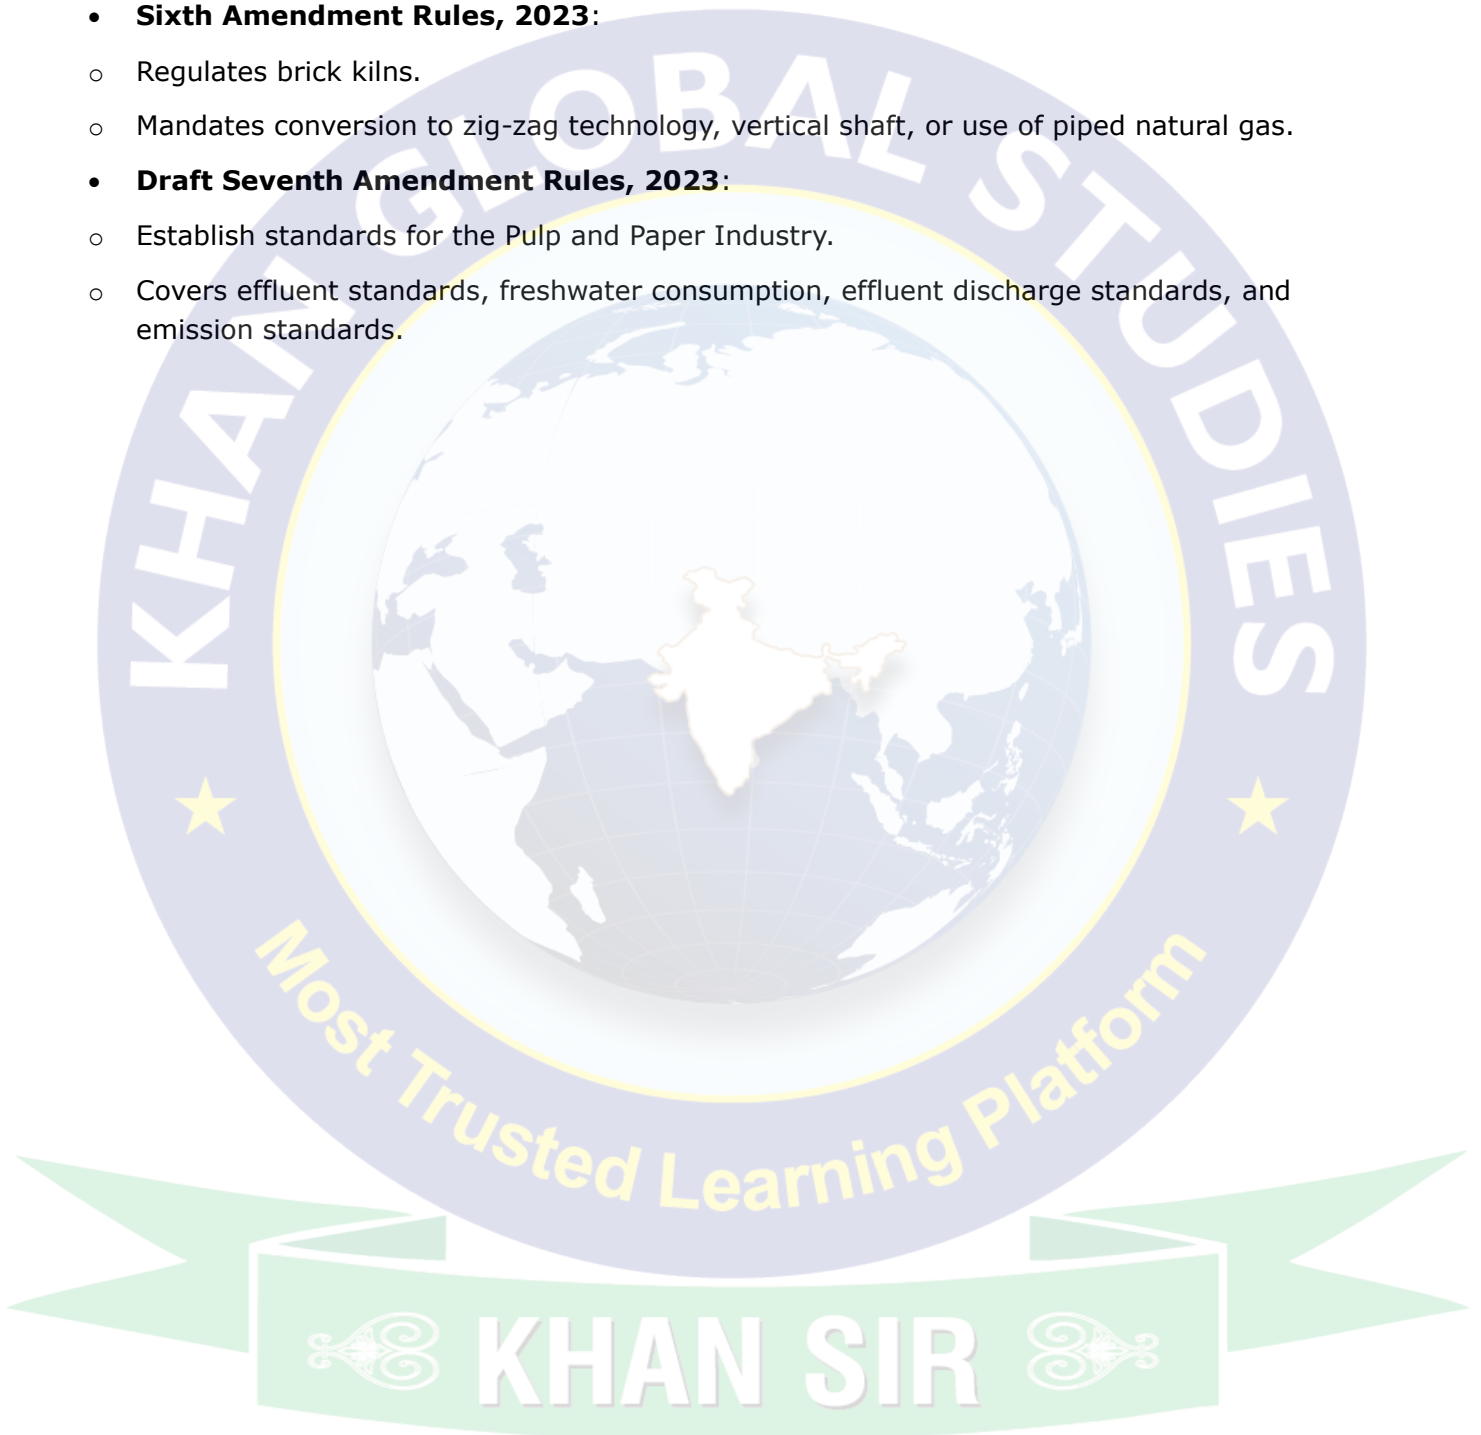 • Sixth Amendment Rules, 2023:
o Regulates brick kilns.
o Mandates conversion to zig-zag technology, vertical shaft, or use of piped natural gas.
• Draft Seventh Amendment Rules, 2023:
o Establish standards for the Pulp and Paper Industry.
o Covers effluent standards, freshwater consumption, effluent discharge standards, and
emission standards.
KHAN GLOBAL STUDIES
Most Trusted Learning Platform
KHAN SIR